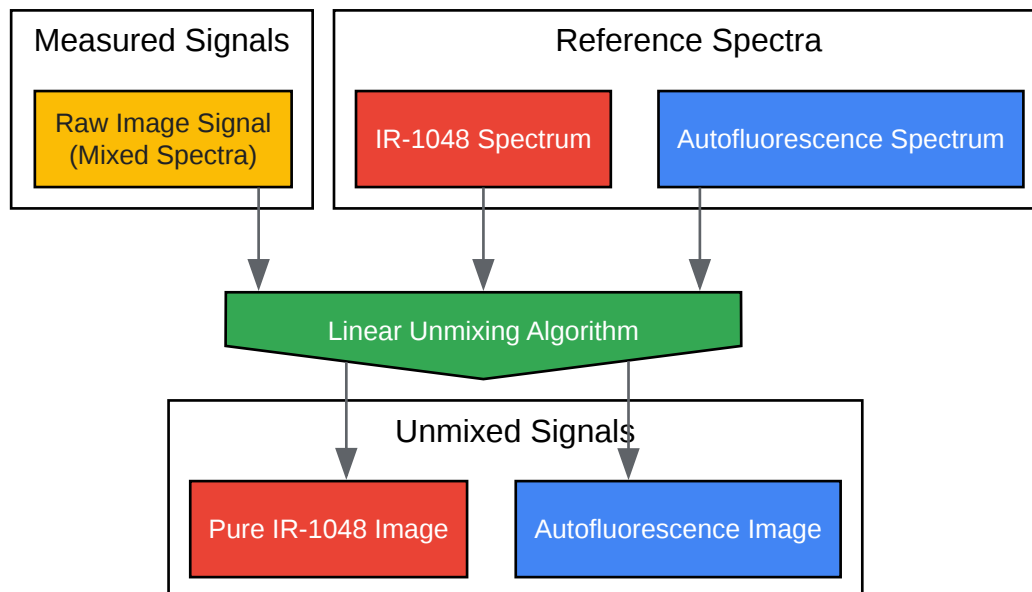 Measured Signals
Reference Spectra
Raw Image Signal
(Mixed Spectra)
IR-1048 Spectrum
Autofluorescence Spectrum
Linear Unmixing Algorithm
Unmixed Signals
Pure IR-1048 Image
Autofluorescence Image